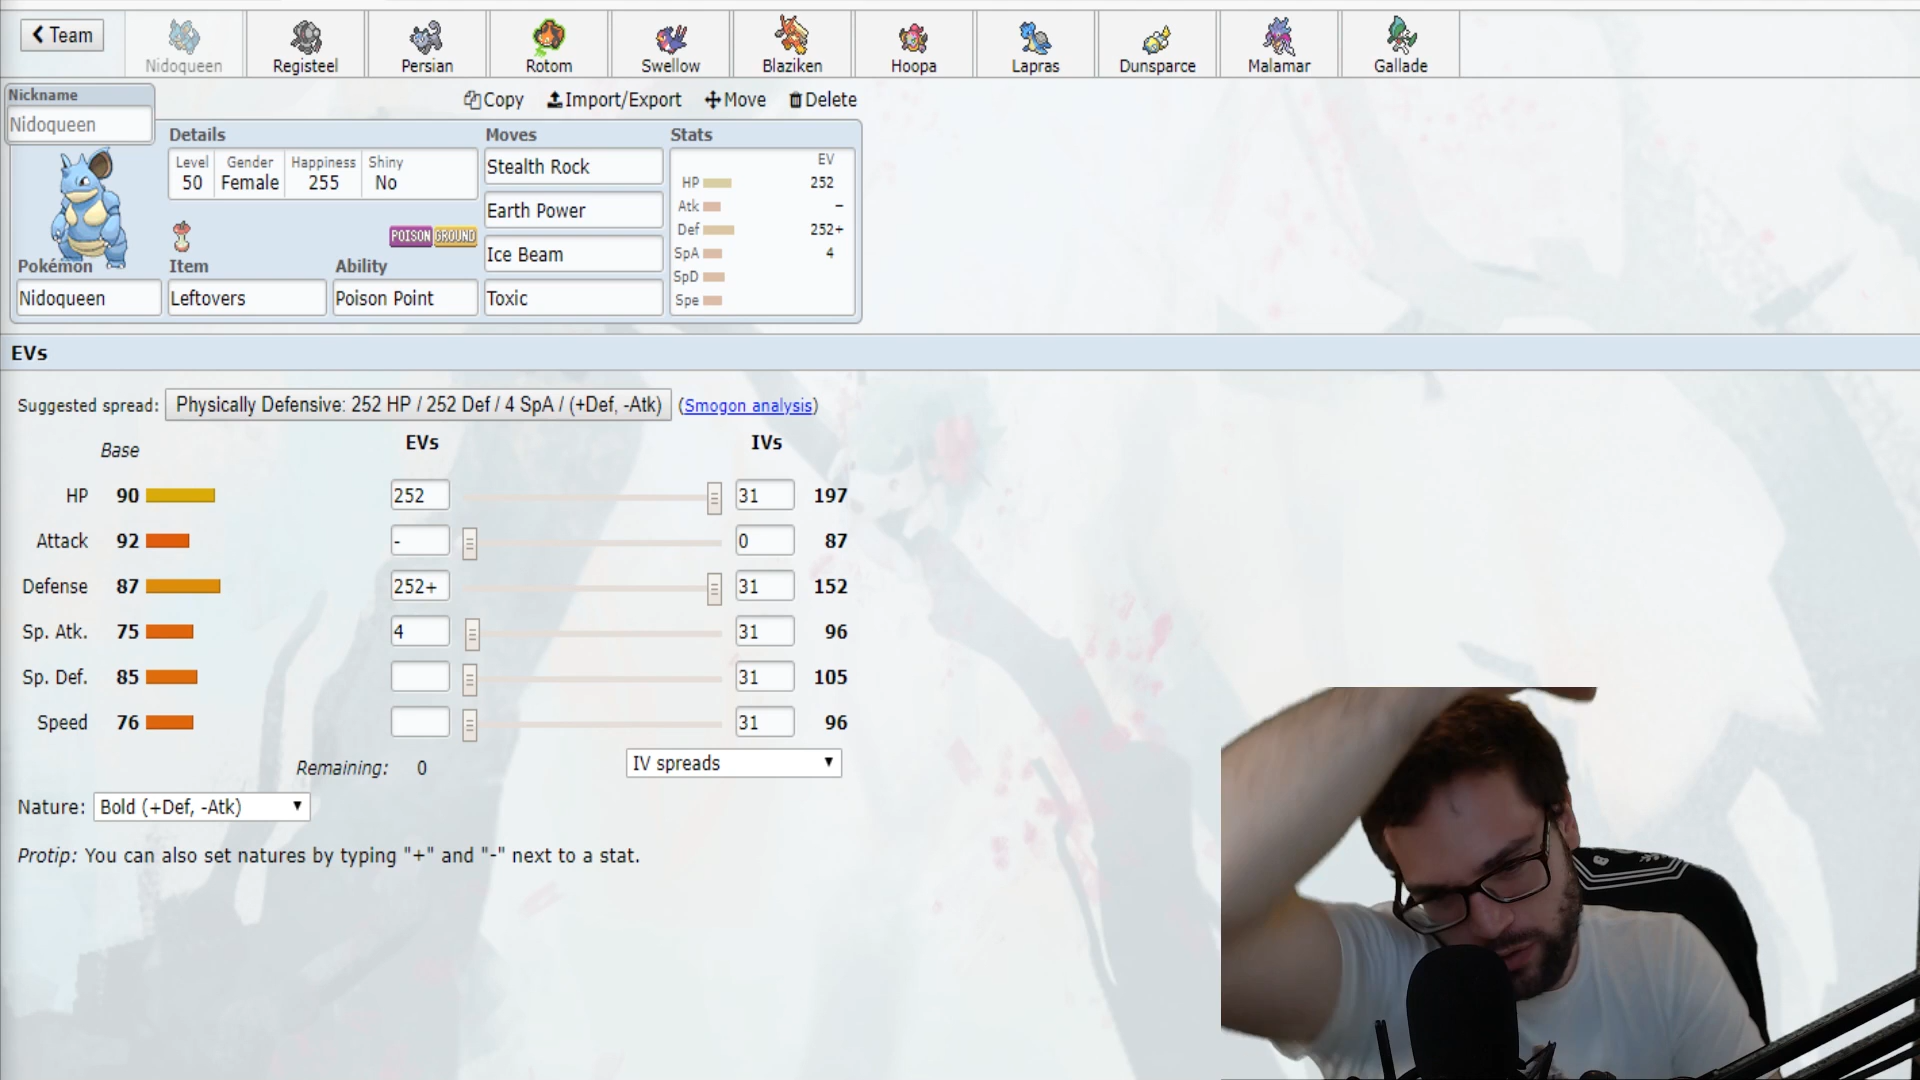 Team
Nidoqueen
Registeel
Persian
Rotom
Swellow
Blaziken
Hoopa
Lapras
Dunsparce
Malamar
Gallade
Nickname
Nidoqueen
Copy Import/Export Move Delete
Details
Moves
Stats
Level Gender Happiness Shiny
50 Female 255 No
Stealth Rock
Earth Power
Ice Beam
Toxic
EV
HP 252
Atk –
Def 252+
SpA 4
SpD
Spe
POISON GROUND
Pokémon Item Ability
Nidoqueen Leftovers Poison Point
EVs
Suggested spread: Physically Defensive: 252 HP / 252 Def / 4 SpA / (+Def, -Atk) (Smogon analysis)
Base EVs IVs
HP 90 252 31 197
Attack 92 - 0 87
Defense 87 252+ 31 152
Sp. Atk. 75 4 31 96
Sp. Def. 85 31 105
Speed 76 31 96
Remaining: 0 IV spreads
Nature: Bold (+Def, -Atk)
Protip: You can also set natures by typing "+" and "-" next to a stat.